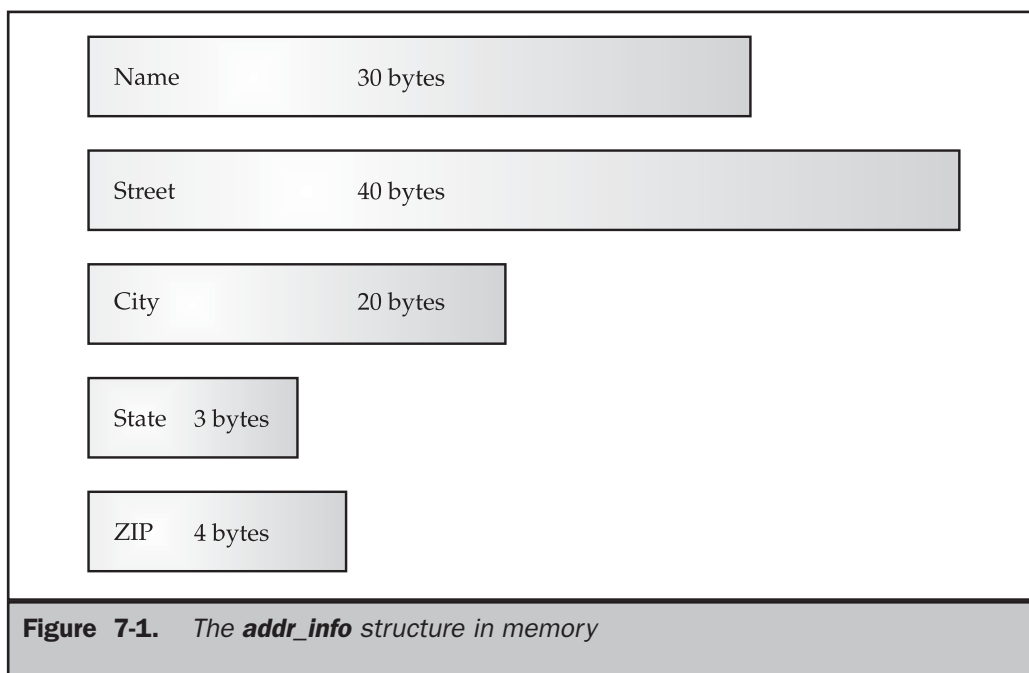 Name 30 bytes
Street 40 bytes
City 20 bytes
State 3 bytes
ZIP 4 bytes
Figure 7-1. The addr_info structure in memory